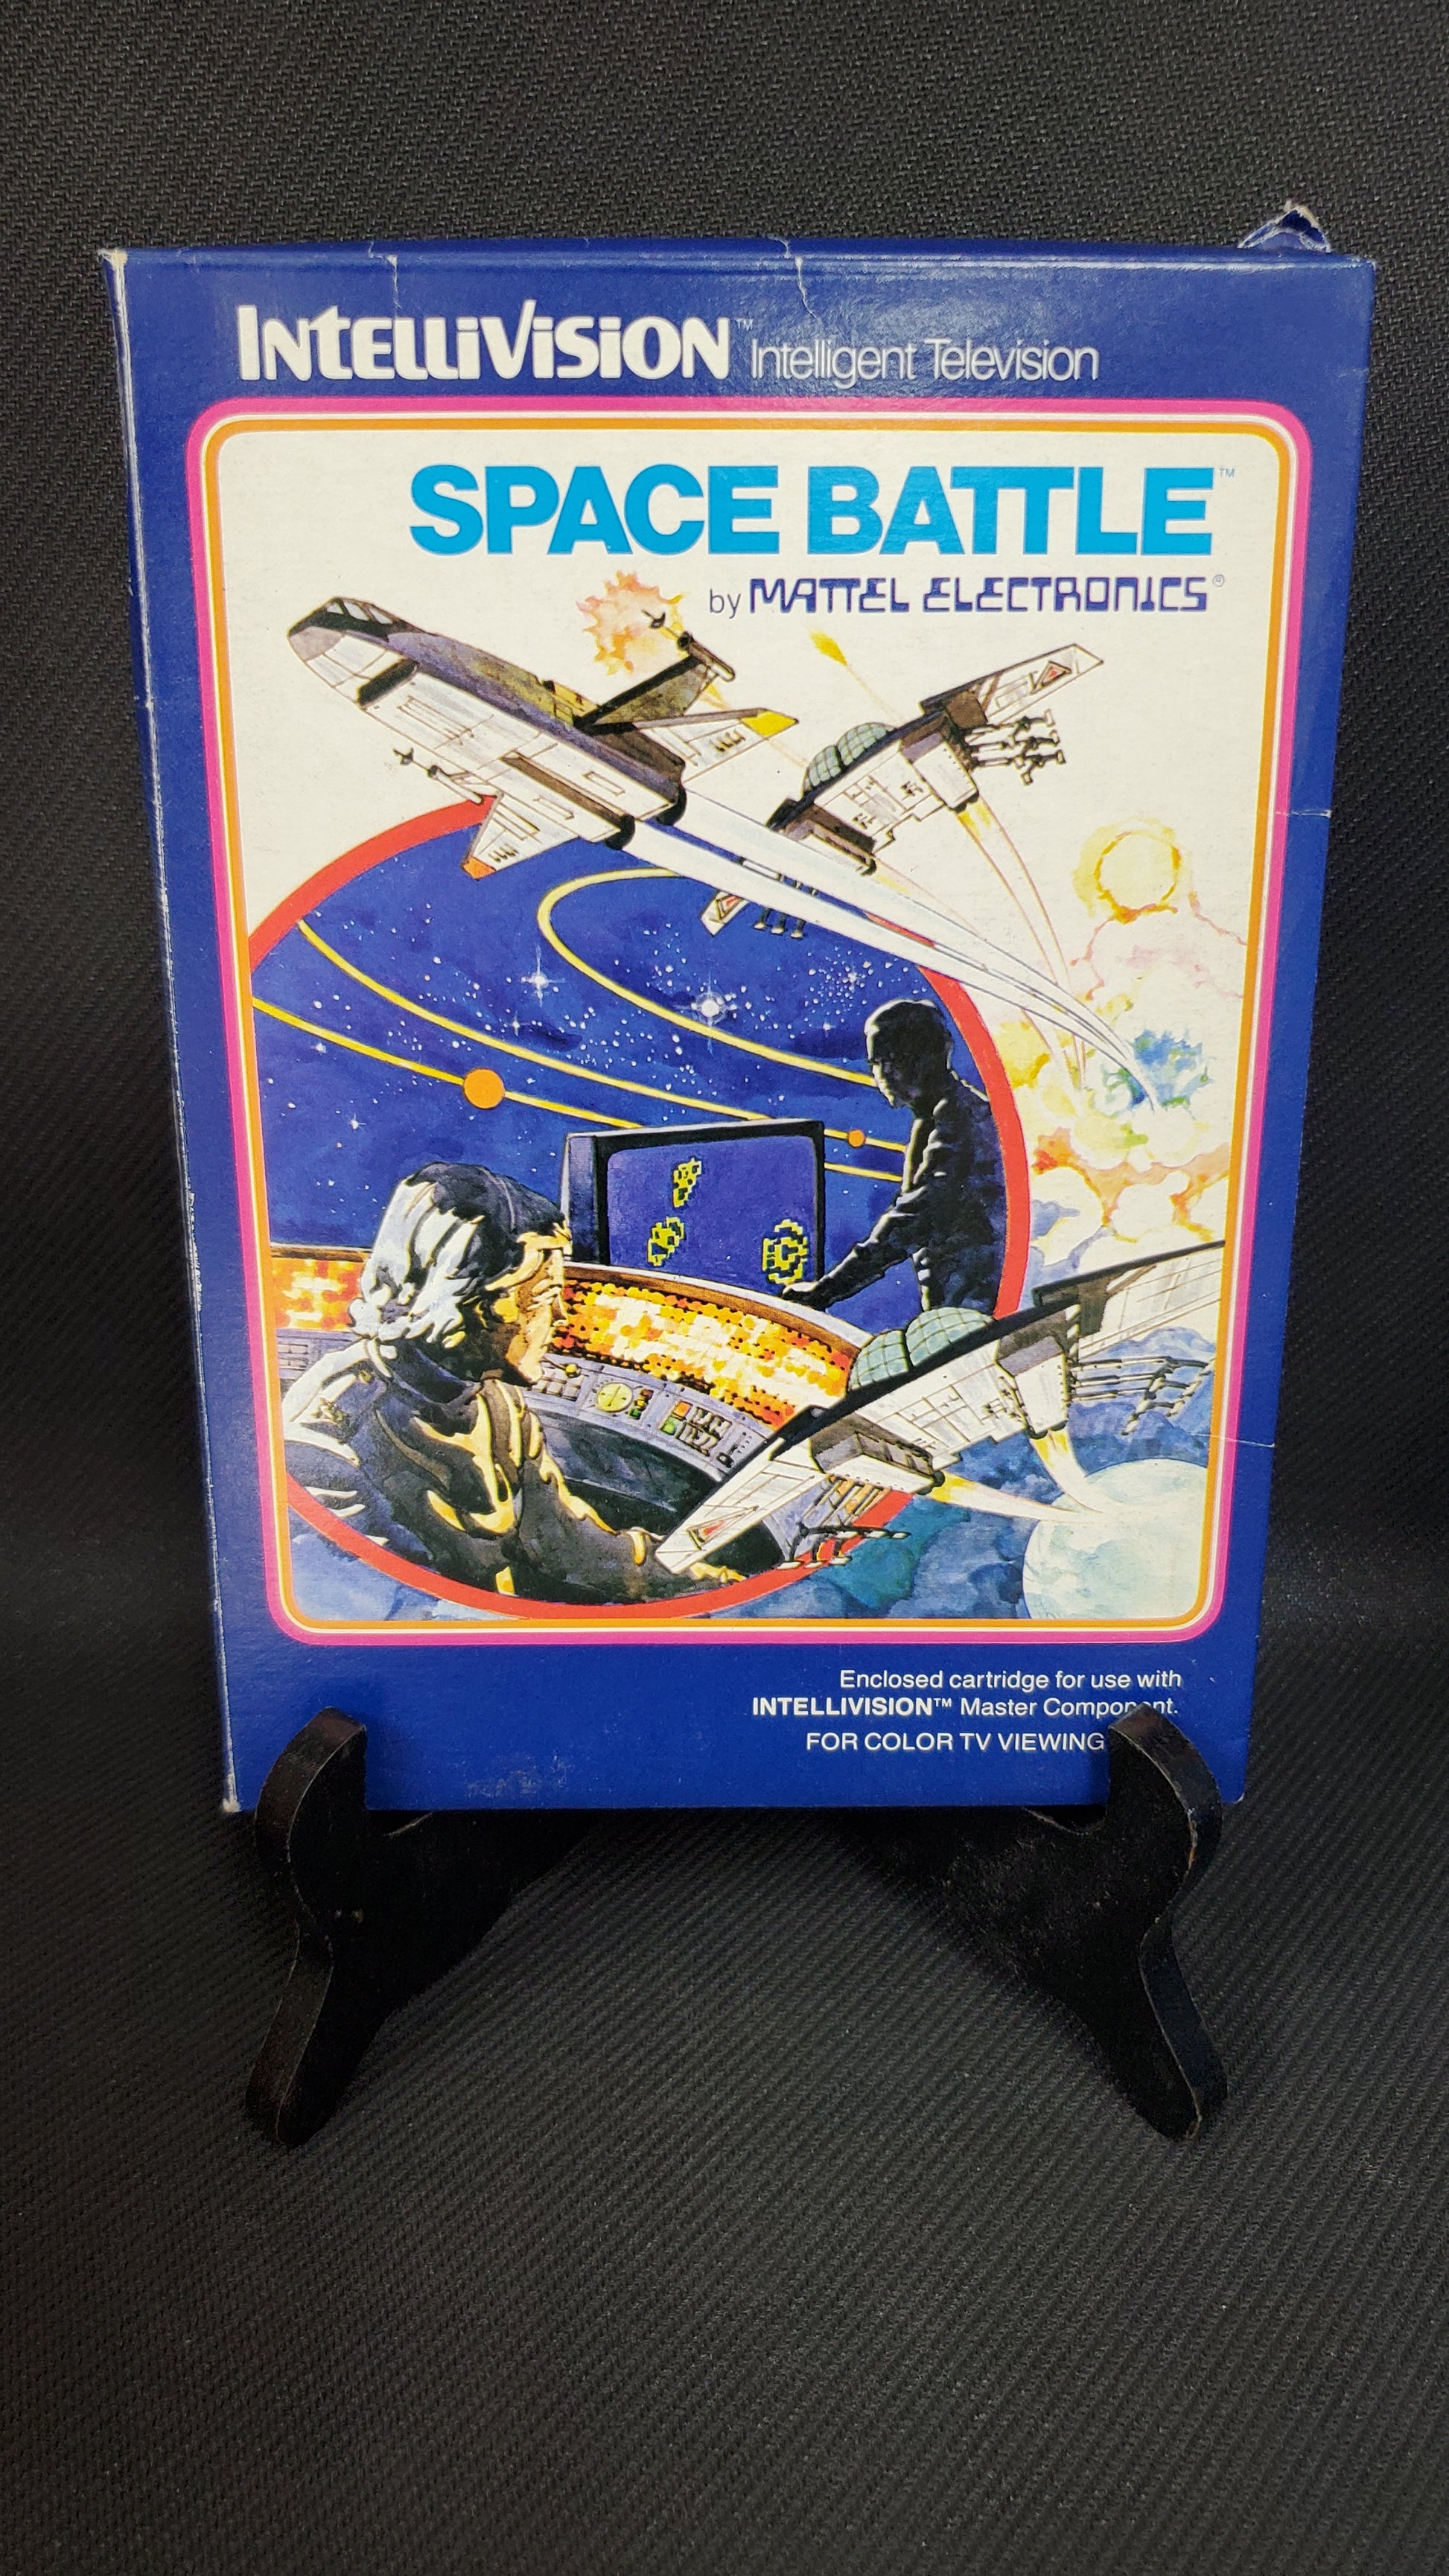 INTELLIVISION™ Intelligent Television
SPACE BATTLE™
by MATTEL ELECTRONICS®
Enclosed cartridge for use with
INTELLIVISION™ Master Component.
FOR COLOR TV VIEWING